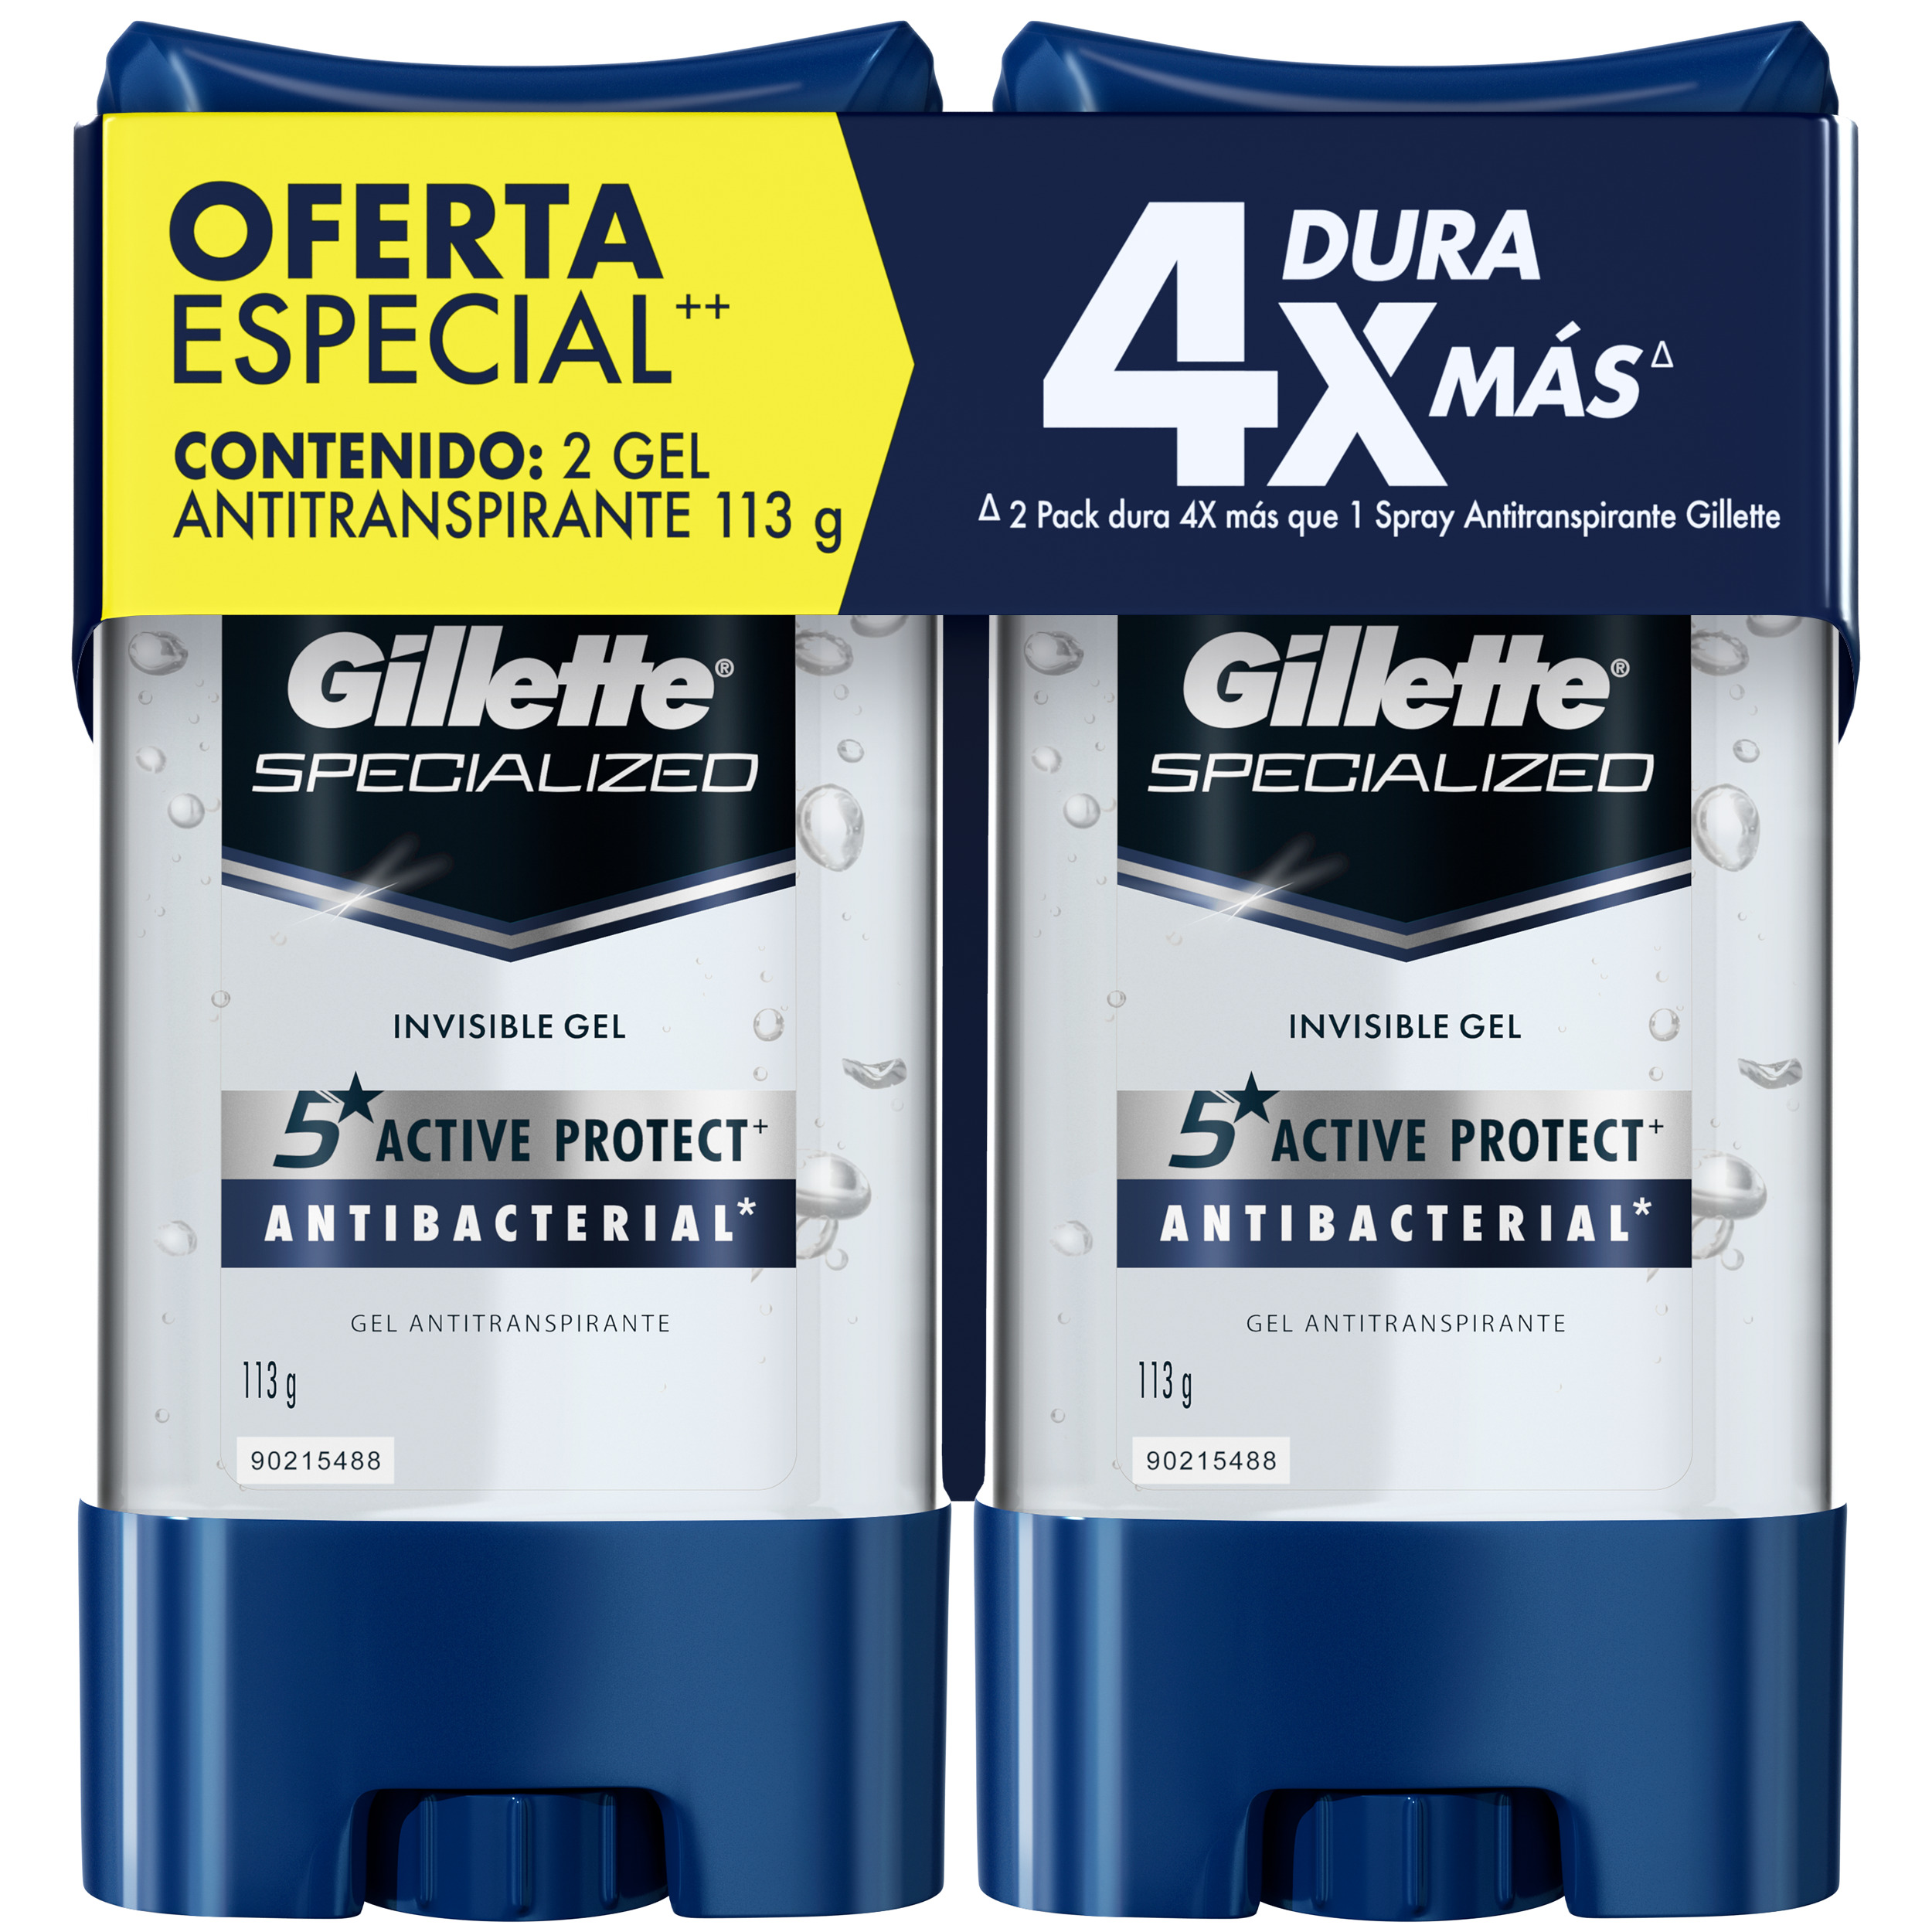 OFERTA
ESPECIAL++
CONTENIDO: 2 GEL
ANTITRANSPIRANTE 113 g
DURA
4X MÁS Δ
Δ 2 Pack dura 4X más que 1 Spray Antitranspirante Gillette
Gillette®
SPECIALIZED
INVISIBLE GEL
5★ ACTIVE PROTECT+
ANTIBACTERIAL*
GEL ANTITRANSPIRANTE
113 g
90215488
Gillette®
SPECIALIZED
INVISIBLE GEL
5★ ACTIVE PROTECT+
ANTIBACTERIAL*
GEL ANTITRANSPIRANTE
113 g
90215488